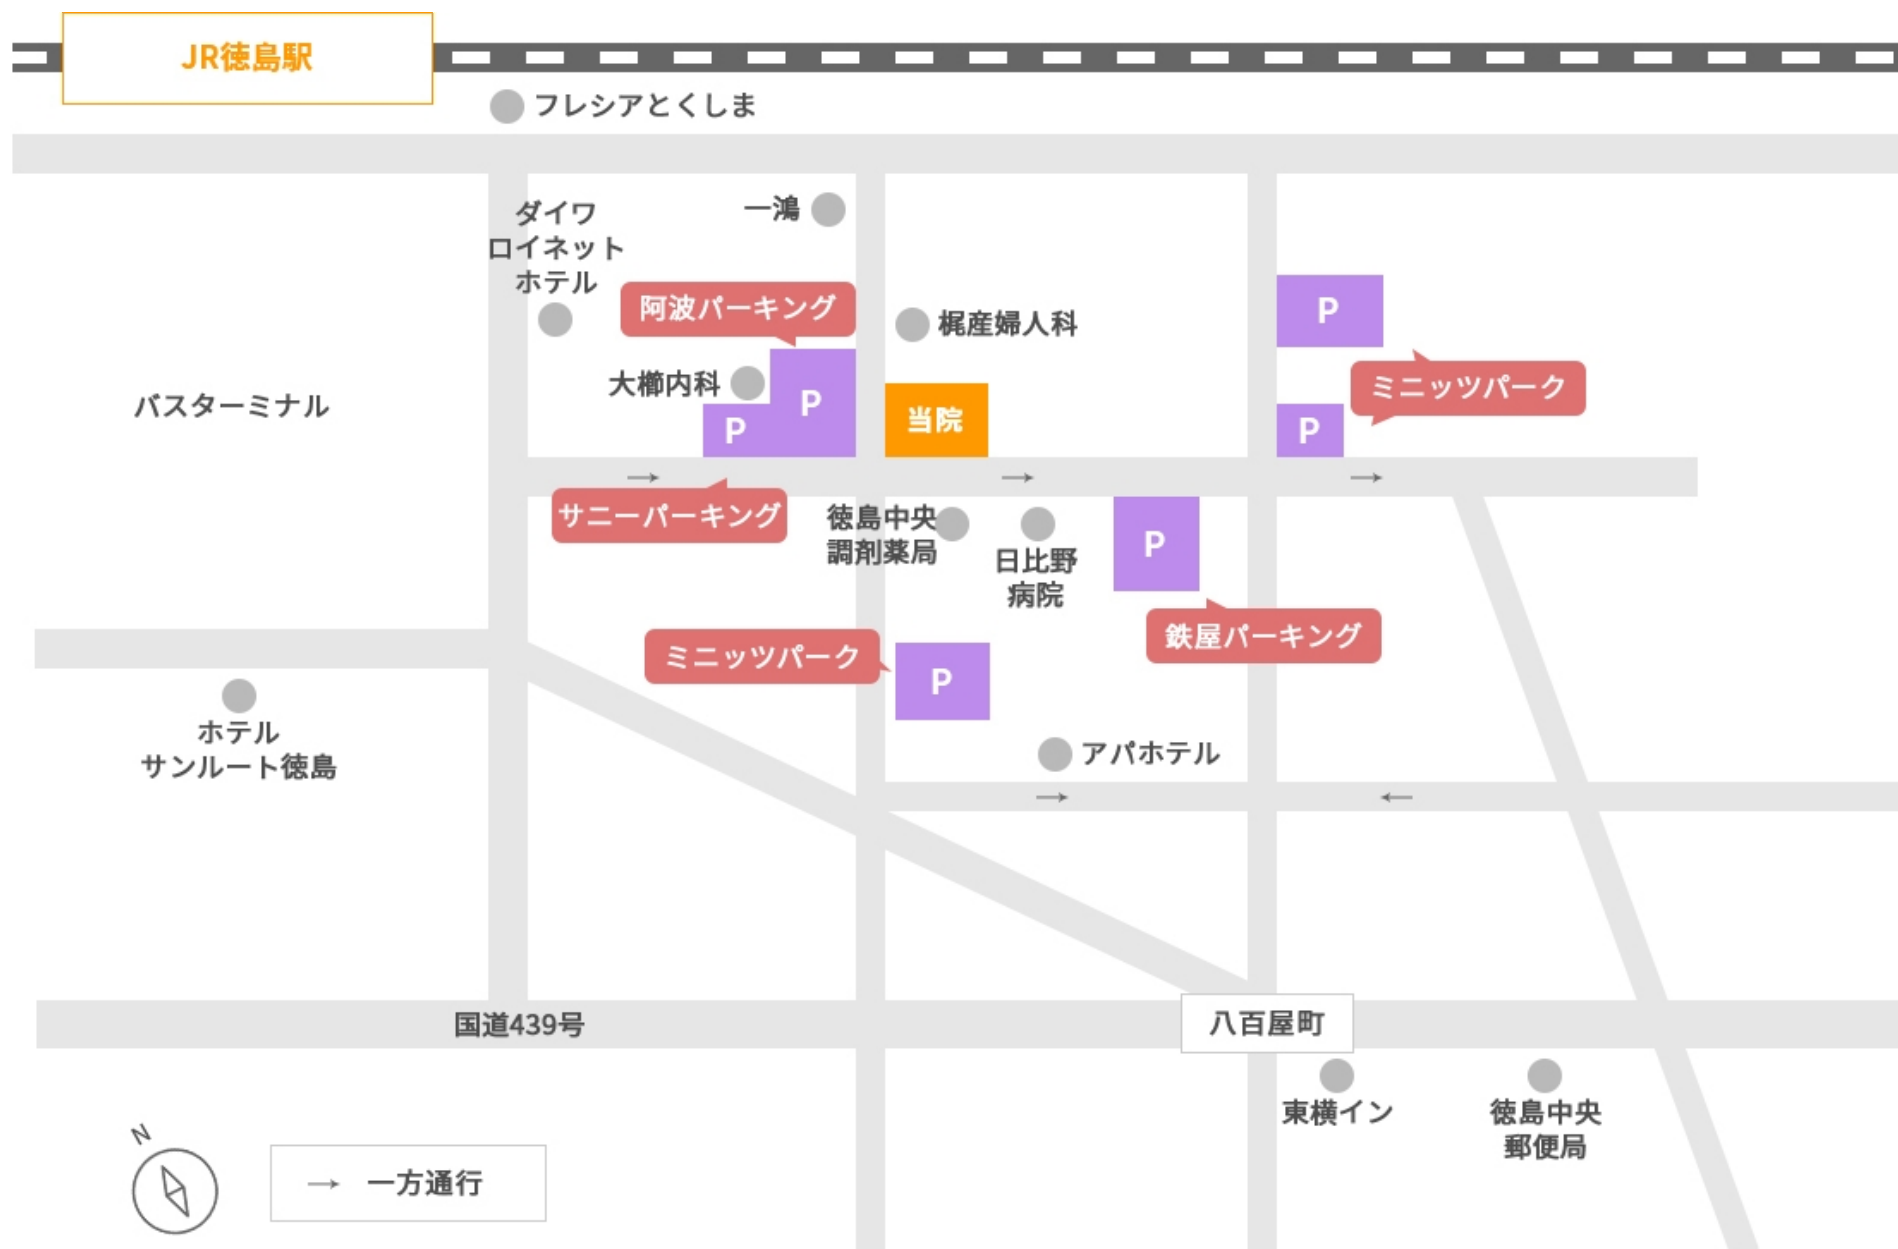 JR徳島駅
フレシアとくしま
一鴻
ダイワ
ロイネット
ホテル
阿波パーキング
梶産婦人科
P
ミニッツパーク
大櫛内科
P
P
当院
P
バスターミナル
→
→
→
サニーパーキング
徳島中央
調剤薬局
日比野
病院
P
鉄屋パーキング
ミニッツパーク
P
ホテル
サンルート徳島
アパホテル
→
←
国道439号
八百屋町
東横イン
徳島中央
郵便局
N
→ 一方通行